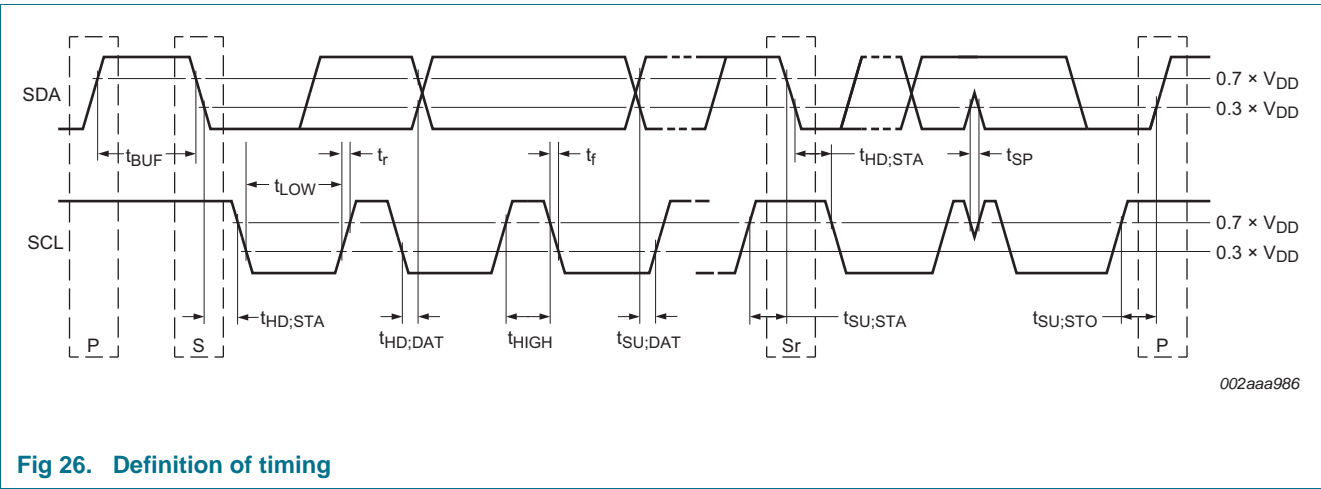 SDA
0.7 × VDD
0.3 × VDD
tBUF
tr
tf
tHD;STA
tSP
tLOW
SCL
0.7 × VDD
0.3 × VDD
tHD;STA
tHD;DAT
tHIGH
tSU;DAT
tSU;STA
tSU;STO
P
S
Sr
P
002aaa986
Fig 26. Definition of timing